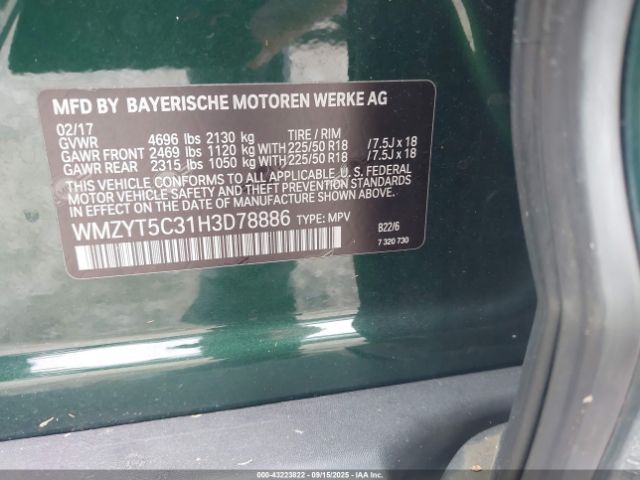 MFD BY BAYERISCHE MOTOREN WERKE AG
02/17
GVWR 4696 lbs 2130 kg TIRE / RIM
GAWR FRONT 2469 lbs 1120 kg WITH 225/50 R18 /7.5J x 18
GAWR REAR 2315 lbs 1050 kg WITH 225/50 R18 /7.5J x 18
THIS VEHICLE CONFORMS TO ALL APPLICABLE U. S. FEDERAL
MOTOR VEHICLE SAFETY, BUMPER, AND THEFT PREVENTION
STANDARDS IN EFFECT ON THE DATE OF MANUFACTURE SHOWN ABOVE.
WMZYT5C31H3D78886 TYPE: MPV
B22/6
7 320 730
000-43223822 - 09/15/2025 - IAA Inc.